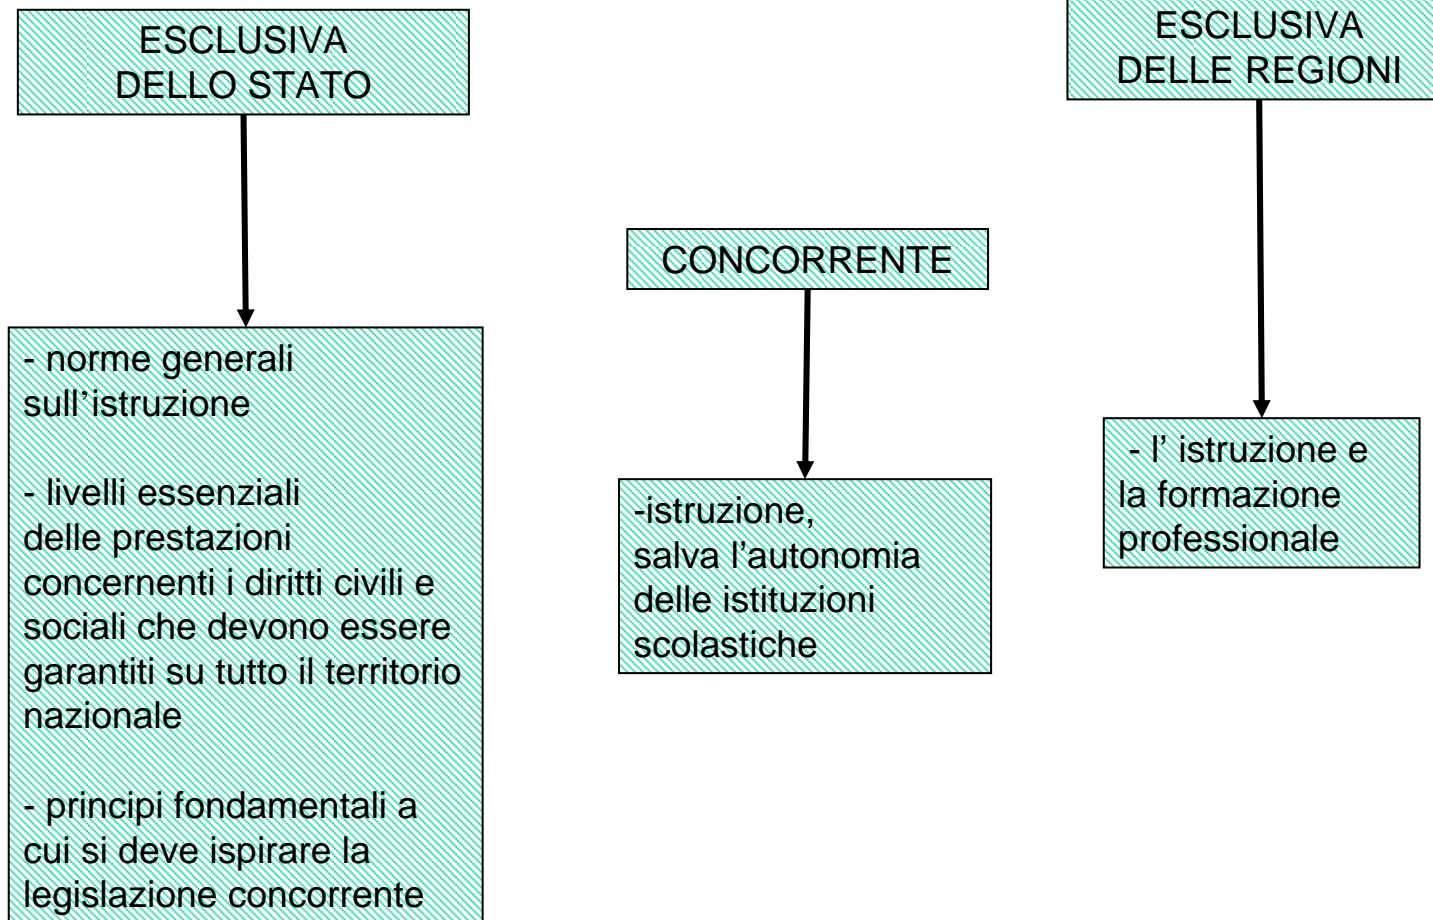 ESCLUSIVA
DELLO STATO
- norme generali
sull’istruzione
- livelli essenziali
delle prestazioni
concernenti i diritti civili e
sociali che devono essere
garantiti su tutto il territorio
nazionale
- principi fondamentali a
cui si deve ispirare la
legislazione concorrente
CONCORRENTE
-istruzione,
salva l’autonomia
delle istituzioni
scolastiche
ESCLUSIVA
DELLE REGIONI
- l’ istruzione e
la formazione
professionale